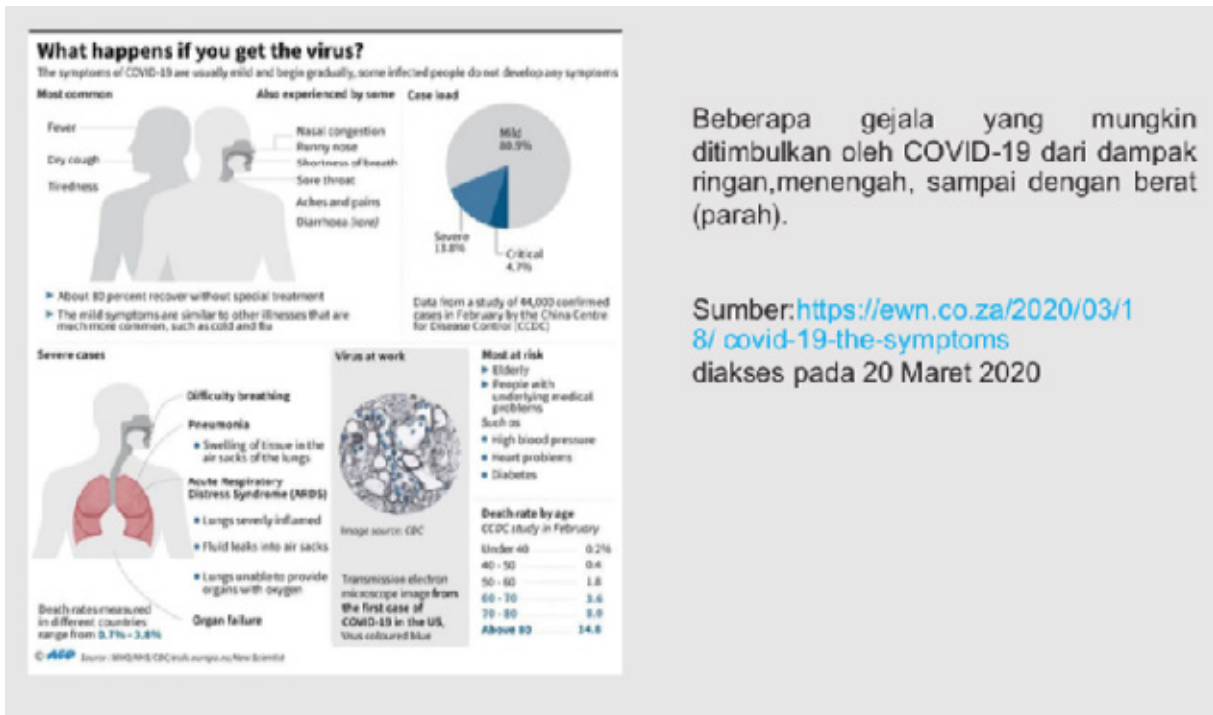 What happens if you get the virus?
The symptoms of COVID-19 are usually mild and begin gradually, some infected people do not develop any symptoms
Most common
Fever
Dry cough
Tiredness
Also experienced by some
Nasal congestion
Runny nose
Shortness of breath
Sore throat
Aches and pains
Diarrhoea (rare)
► About 80 percent recover without special treatment
► The mild symptoms are similar to other illnesses that are
much more common, such as cold and flu
Case load
Mild
80.9%
Severe
13.8%
Critical
4.7%
Data from a study of 44,000 confirmed
cases in February by the China Centre
for Disease Control (CCDC)
Severe cases
Difficulty breathing
Pneumonia
• Swelling of tissue in the
air sacks of the lungs
Acute Respiratory
Distress Syndrome (ARDS)
• Lungs severly inflamed
• Fluid leaks into air sacks
• Lungs unable to provide
organs with oxygen
Organ failure
Death rates measured
in different countries
range from 0.7% - 3.8%
Virus at work
Image source: CDC
Transmission electron
microscope image from
the first case of
COVID-19 in the US,
Virus coloured blue
Most at risk
► Elderly
► People with
underlying medical
problems
Such as
• High blood pressure
• Heart problems
• Diabetes
Death rate by age
CCDC study in February
Under 40 0.2%
40 - 50 0.4
50 - 60 1.8
60 - 70 3.6
70 - 80 8.0
Above 80 14.8
© AFP Source: WHO/NHS/CDC/ecdc.europa.eu/New Scientist
Beberapa gejala yang mungkin
ditimbulkan oleh COVID-19 dari dampak
ringan,menengah, sampai dengan berat
(parah).
Sumber:https://ewn.co.za/2020/03/1
8/ covid-19-the-symptoms
diakses pada 20 Maret 2020